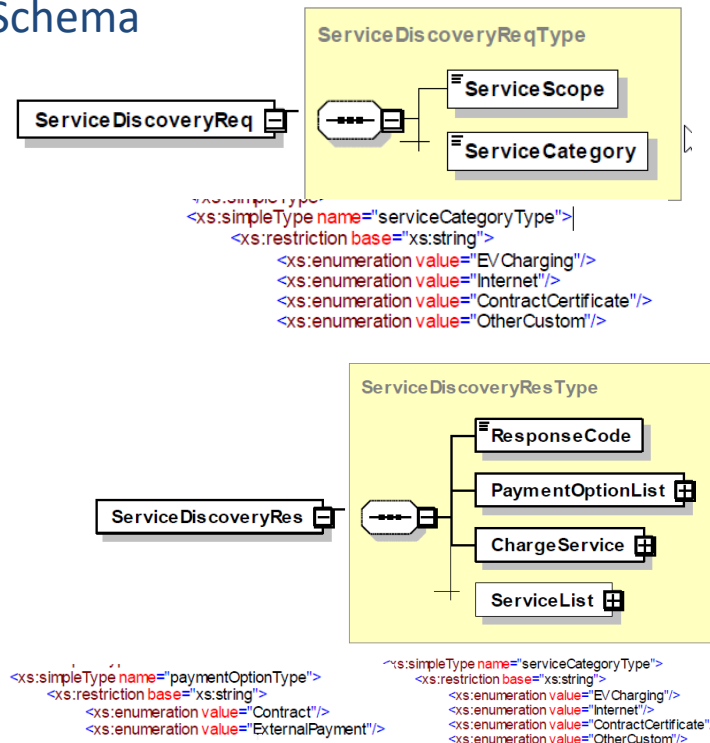 Schema
ServiceDiscoveryReqType
ServiceDiscoveryReq
ServiceScope
ServiceCategory
<xs:simpleType name="serviceCategoryType">
<xs:restriction base="xs:string">
<xs:enumeration value="EVCharging"/>
<xs:enumeration value="Internet"/>
<xs:enumeration value="ContractCertificate"/>
<xs:enumeration value="OtherCustom"/>
ServiceDiscoveryResType
ServiceDiscoveryRes
ResponseCode
PaymentOptionList
ChargeService
ServiceList
<xs:simpleType name="paymentOptionType">
<xs:restriction base="xs:string">
<xs:enumeration value="Contract"/>
<xs:enumeration value="ExternalPayment"/>
<xs:simpleType name="serviceCategoryType">
<xs:restriction base="xs:string">
<xs:enumeration value="EVCharging"/>
<xs:enumeration value="Internet"/>
<xs:enumeration value="ContractCertificate"/
<xs:enumeration value="OtherCustom"/>